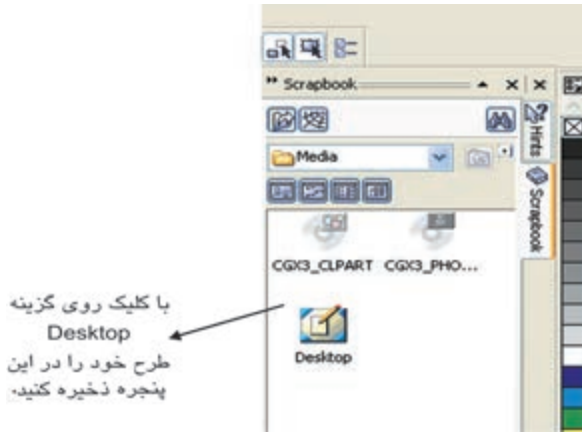 Scrapbook
Hints
Media
Scrapbook
CGX3_CLPART CGX3_PHO...
Desktop
با کلیک روی گزینه
Desktop
طرح خود را در این
پنجره ذخیره کنید.